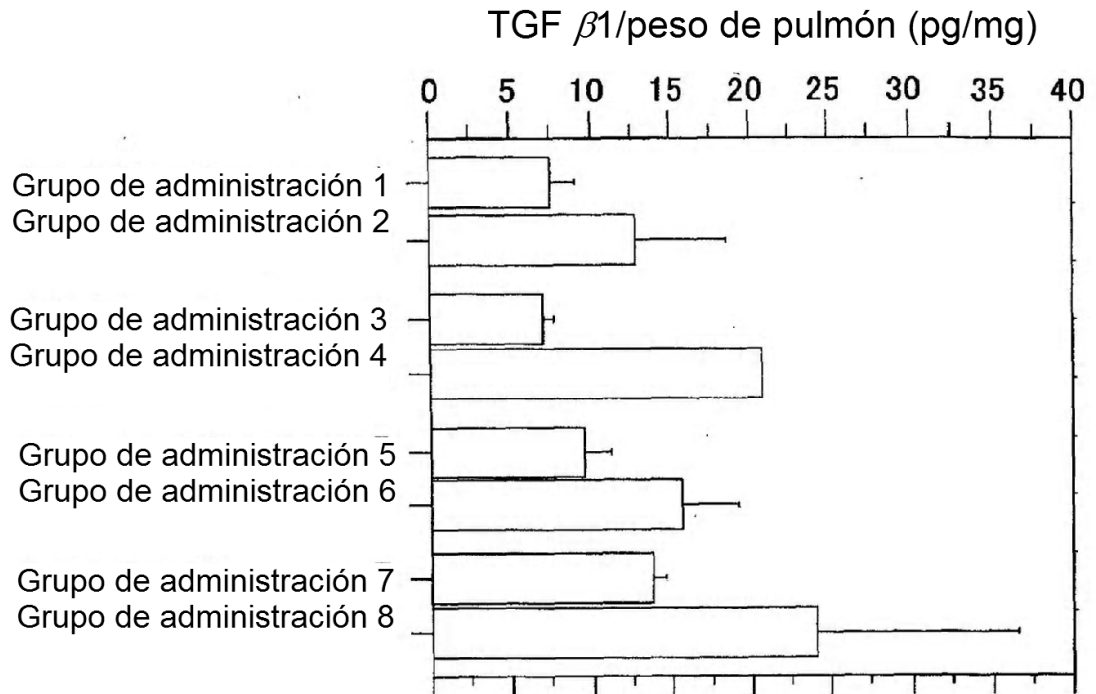 TGF β1/peso de pulmón (pg/mg)
0 5 10 15 20 25 30 35 40
Grupo de administración 1
Grupo de administración 2
Grupo de administración 3
Grupo de administración 4
Grupo de administración 5
Grupo de administración 6
Grupo de administración 7
Grupo de administración 8